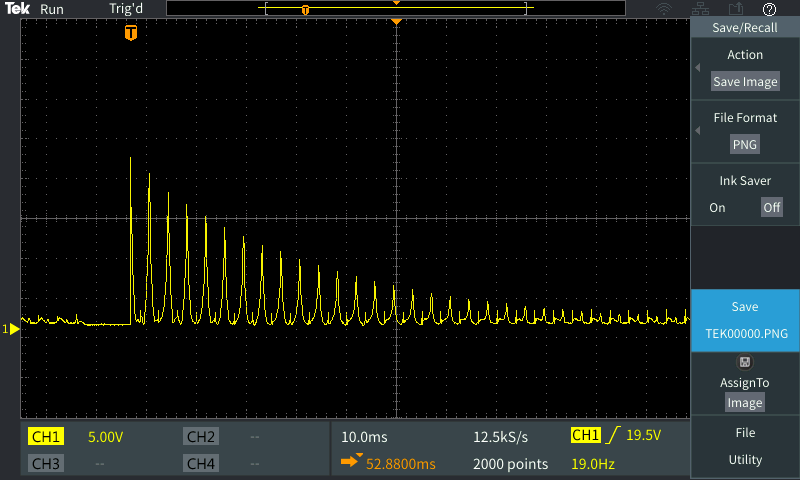 Tek Run Trig'd
T
T
?
Save/Recall
Action
Save Image
File Format
PNG
Ink Saver
On Off
Save
TEK00000.PNG
AssignTo
Image
File
Utility
1
CH1 5.00V CH2 --
CH3 -- CH4 --
10.0ms 12.5kS/s CH1 19.5V
52.8800ms 2000 points 19.0Hz